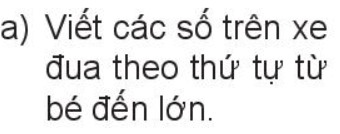 a) Viết các số trên xe
đua theo thứ tự từ
bé đến lớn.